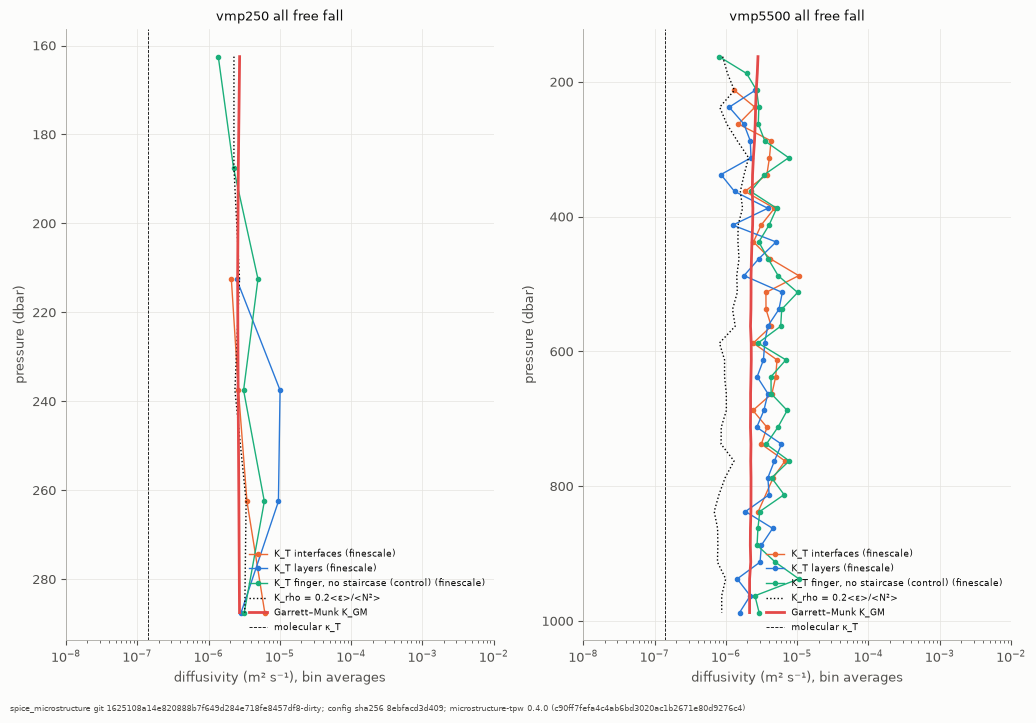 vmp250 all free fall
vmp5500 all free fall
pressure (dbar)
160
180
200
220
240
260
280
K_T interfaces (finescale)
K_T layers (finescale)
K_T finger, no staircase (control) (finescale)
K_rho = 0.2<ε>/<N²>
Garrett–Munk K_GM
molecular κ_T
10⁻⁸ 10⁻⁷ 10⁻⁶ 10⁻⁵ 10⁻⁴ 10⁻³ 10⁻²
diffusivity (m² s⁻¹), bin averages
pressure (dbar)
200
400
600
800
1000
K_T interfaces (finescale)
K_T layers (finescale)
K_T finger, no staircase (control) (finescale)
K_rho = 0.2<ε>/<N²>
Garrett–Munk K_GM
molecular κ_T
10⁻⁸ 10⁻⁷ 10⁻⁶ 10⁻⁵ 10⁻⁴ 10⁻³ 10⁻²
diffusivity (m² s⁻¹), bin averages
spice_microstructure git 1625108a14e820888b7f649d284e718fe8457df8-dirty; config sha256 8ebfacd3d409; microstructure-tpw 0.4.0 (c90ff7fefa4c4ab6bd3020ac1b2671e80d9276c4)